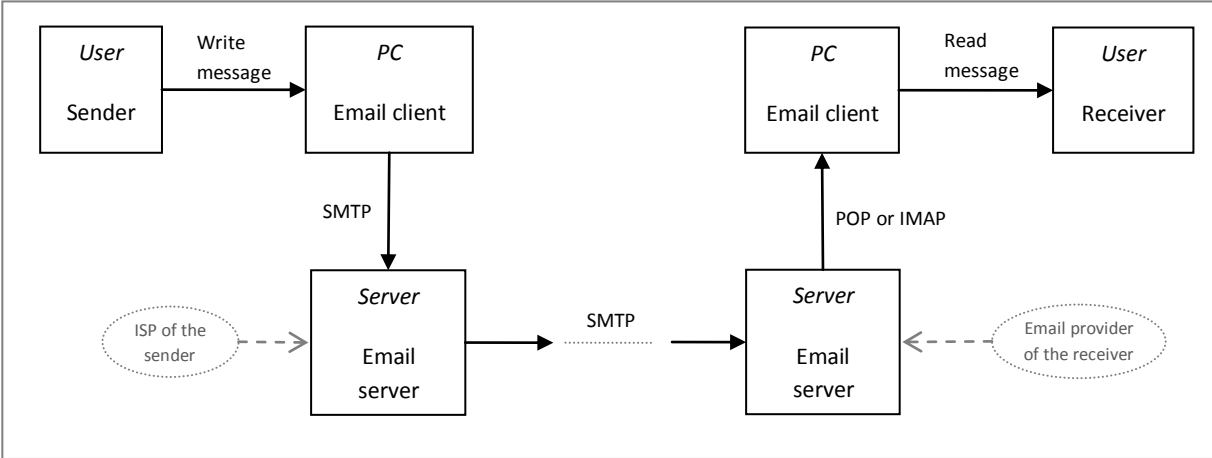 User
Sender
Write
message
PC
Email client
PC
Email client
Read
message
User
Receiver
SMTP
POP or IMAP
ISP of the
sender
Server
Email
server
SMTP
Server
Email
server
Email provider
of the receiver